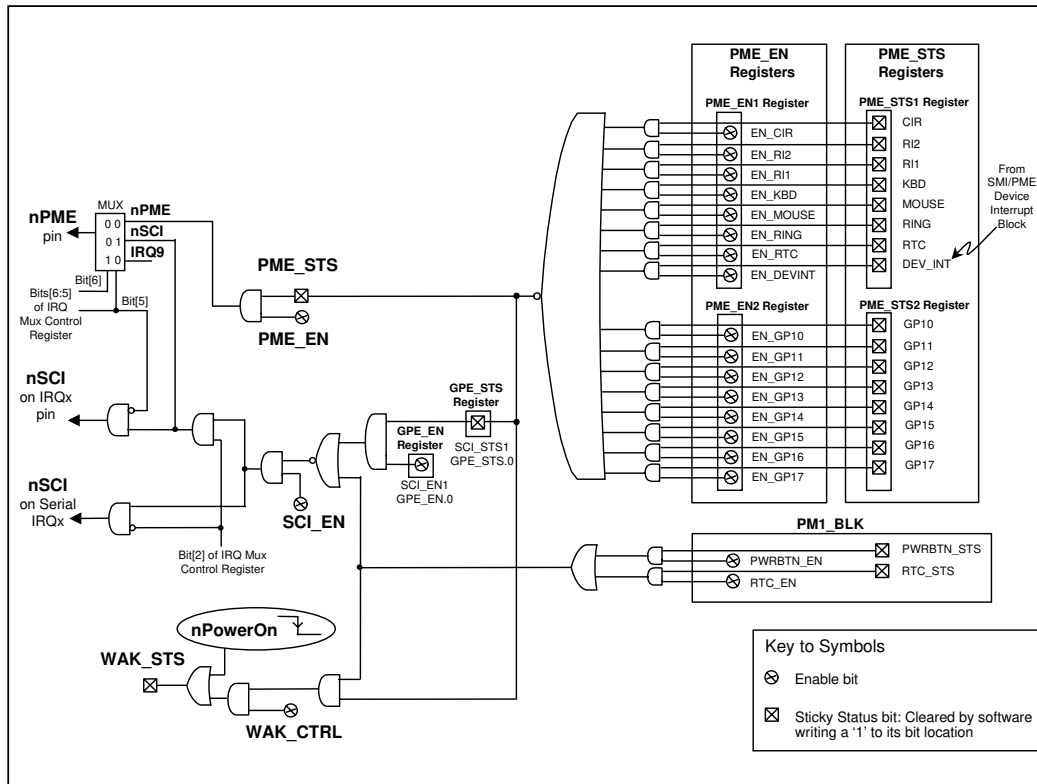 PME_EN
Registers
PME_STS
Registers
PME_EN1 Register
PME_STS1 Register
EN_CIR
EN_RI2
EN_RI1
EN_KBD
EN_MOUSE
EN_RING
EN_RTC
EN_DEVINT
CIR
RI2
RI1
KBD
MOUSE
RING
RTC
DEV_INT
From
SMI/PME
Device
Interrupt
Block
PME_EN2 Register
PME_STS2 Register
EN_GP10
EN_GP11
EN_GP12
EN_GP13
EN_GP14
EN_GP15
EN_GP16
EN_GP17
GP10
GP11
GP12
GP13
GP14
GP15
GP16
GP17
MUX
nPME
pin
0 0
0 1
1 0
nPME
nSCI
IRQ9
Bit[6]
Bits[6:5]
of IRQ
Mux Control
Register
Bit[5]
PME_STS
PME_EN
nSCI
on IRQx
pin
GPE_STS
Register
GPE_EN
Register
SCI_STS1
GPE_STS.0
SCI_EN1
GPE_EN.0
SCI_EN
nSCI
on Serial
IRQx
Bit[2] of IRQ Mux
Control Register
PM1_BLK
PWRBTN_STS
PWRBTN_EN
RTC_STS
RTC_EN
nPowerOn
WAK_STS
WAK_CTRL
Key to Symbols
Enable bit
Sticky Status bit: Cleared by software
writing a '1' to its bit location